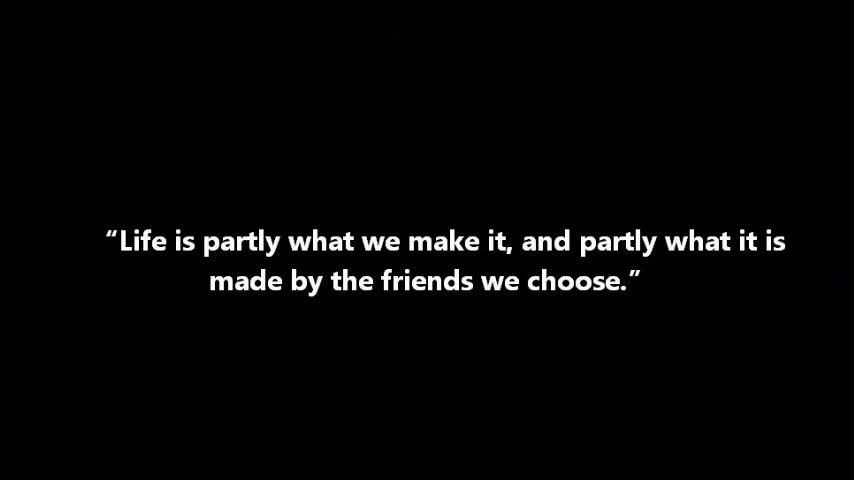 “Life is partly what we make it, and partly what it is
made by the friends we choose.”